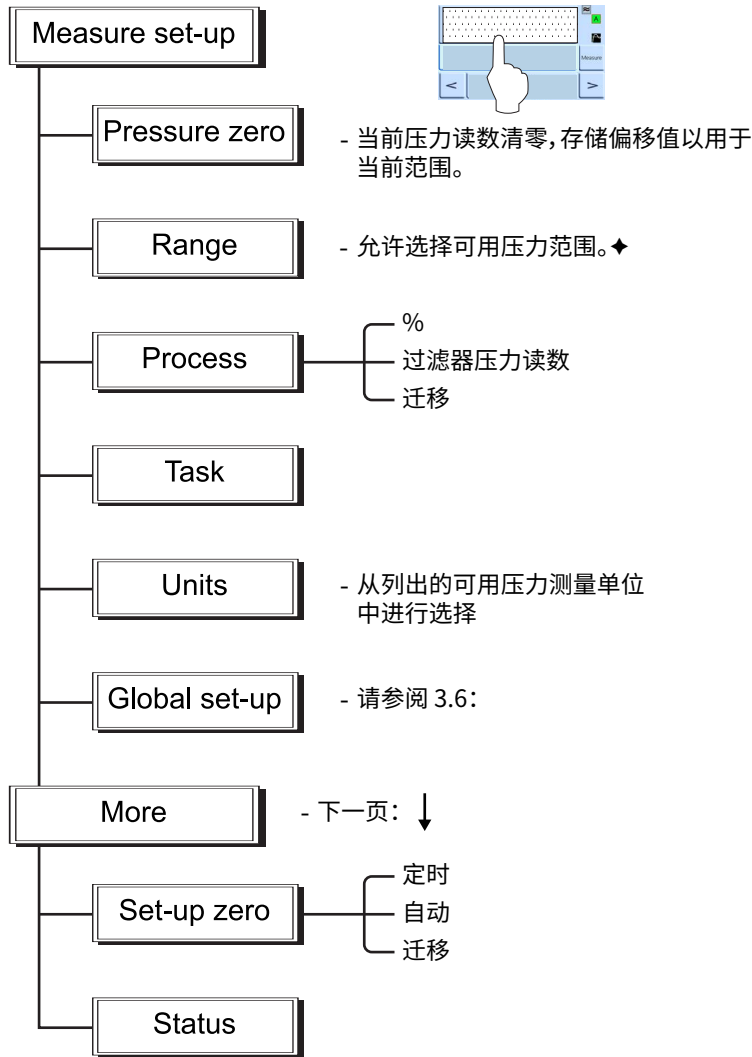 Measure set-up
A
Measure
<
>
Pressure zero
- 当前压力读数清零，存储偏移值以用于
当前范围。
Range
- 允许选择可用压力范围。✦
Process
%
过滤器压力读数
迁移
Task
Units
- 从列出的可用压力测量单位
中进行选择
Global set-up
- 请参阅 3.6：
More
- 下一页： ↓
Set-up zero
定时
自动
迁移
Status